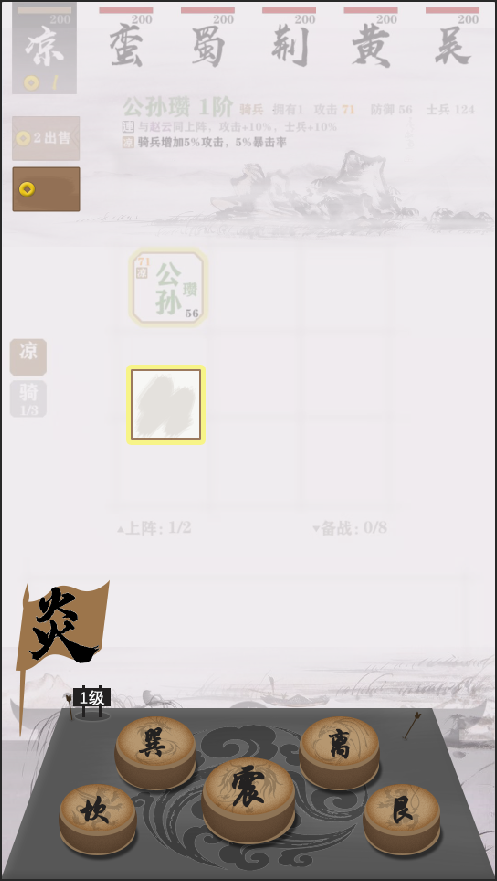 200 200 200 200 200 200
凉 蛮 蜀 荆 黄 吴
1
公孙瓒 1阶 骑兵 拥有! 攻击 71 防御 56 士兵 124
凉 与赵云同上阵，攻击+10%，士兵+10%
骑兵增加5%攻击，5%暴击率
2 出售
71
凉
公孙
瓒
56
凉
骑
1/3
▲上阵: 1/2 ▼备战: 0/8
炎
1级
巽 离
坎 震 艮